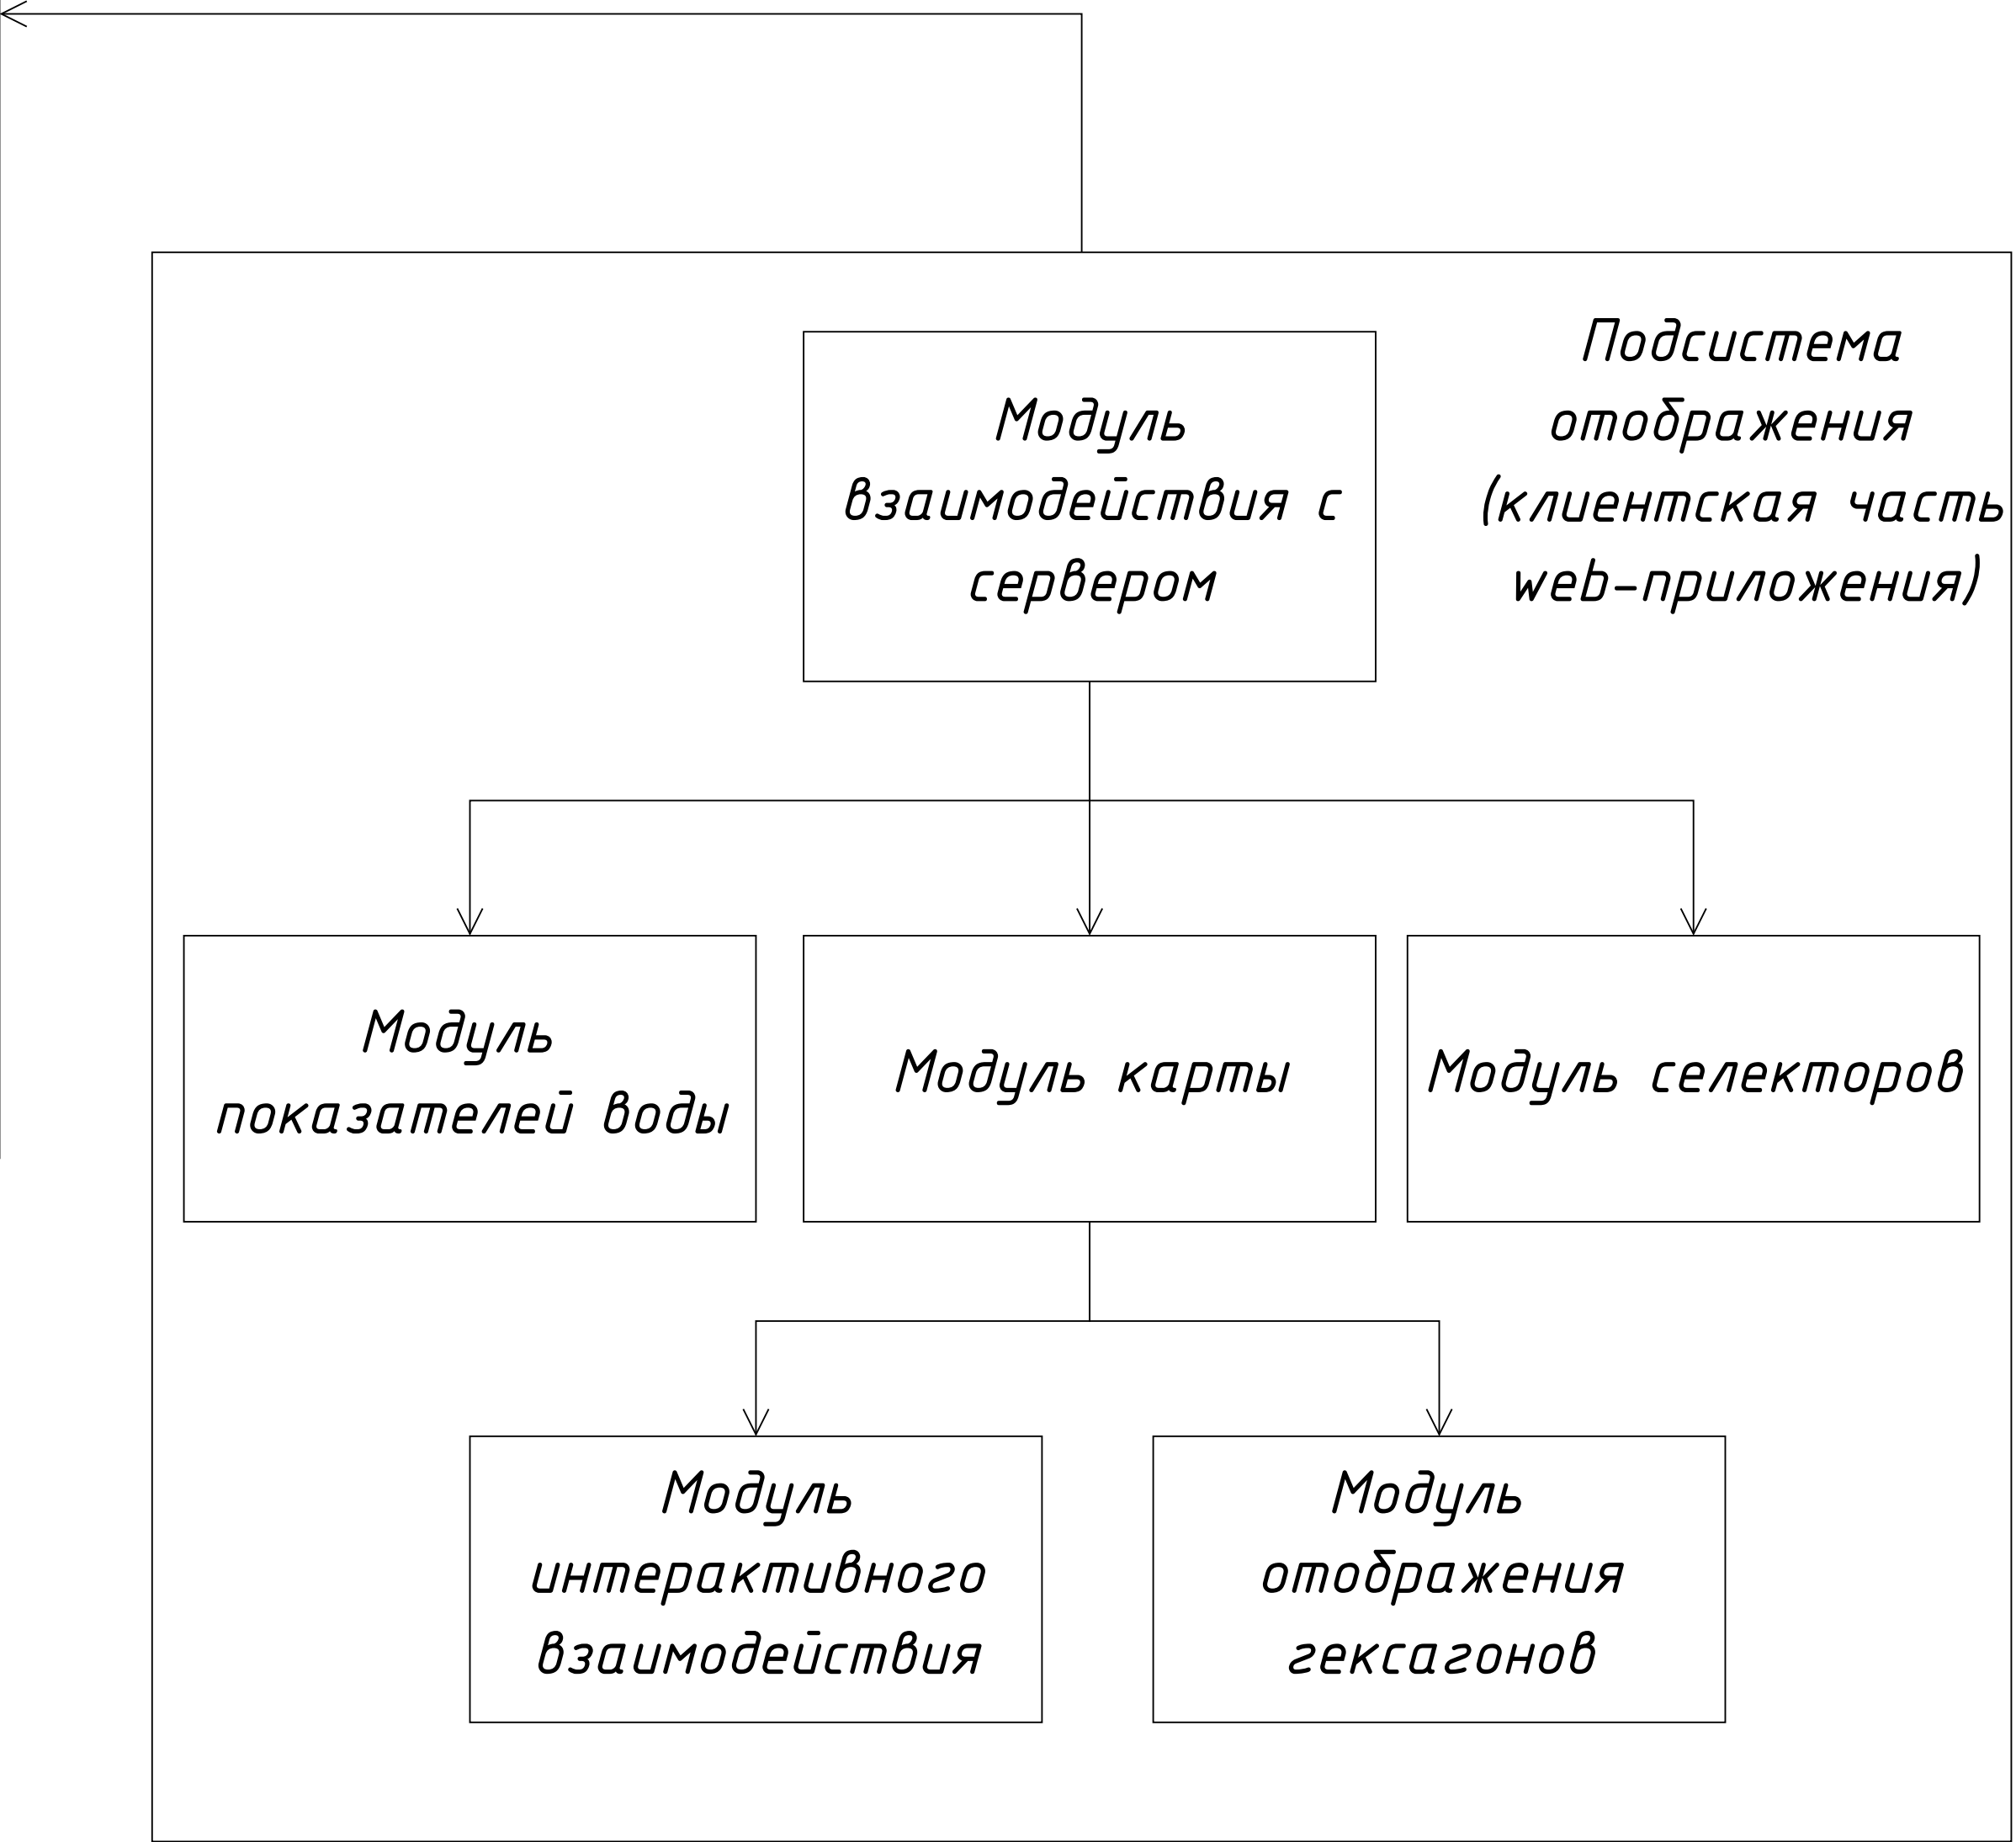 Подсистема
отображения
(клиентская часть
web-приложения)
Модуль
взаимодействия с
сервером
Модуль
показателей воды
Модуль карты
Модуль селекторов
Модуль
интерактивного
взаимодействия
Модуль
отображения
гексагонов